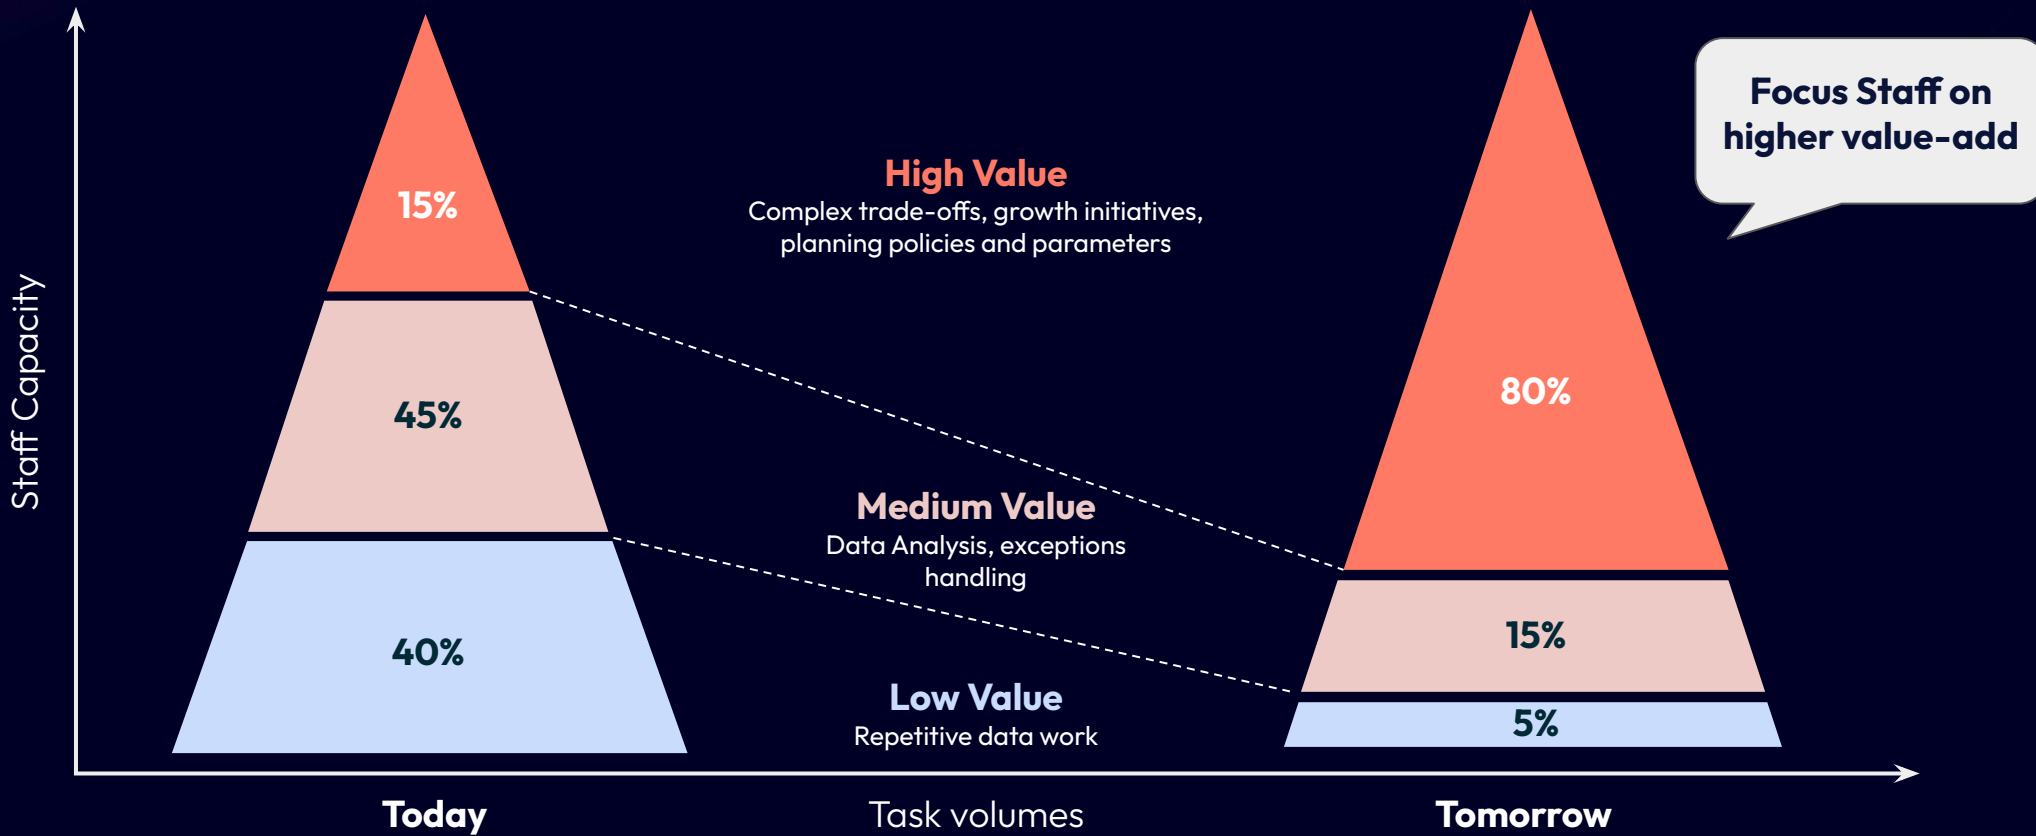 Focus Staff on
higher value-add
High Value
Complex trade-offs, growth initiatives,
planning policies and parameters
15%
80%
Staff Capacity
45%
Medium Value
Data Analysis, exceptions
handling
15%
40%
Low Value
Repetitive data work
5%
Today
Task volumes
Tomorrow